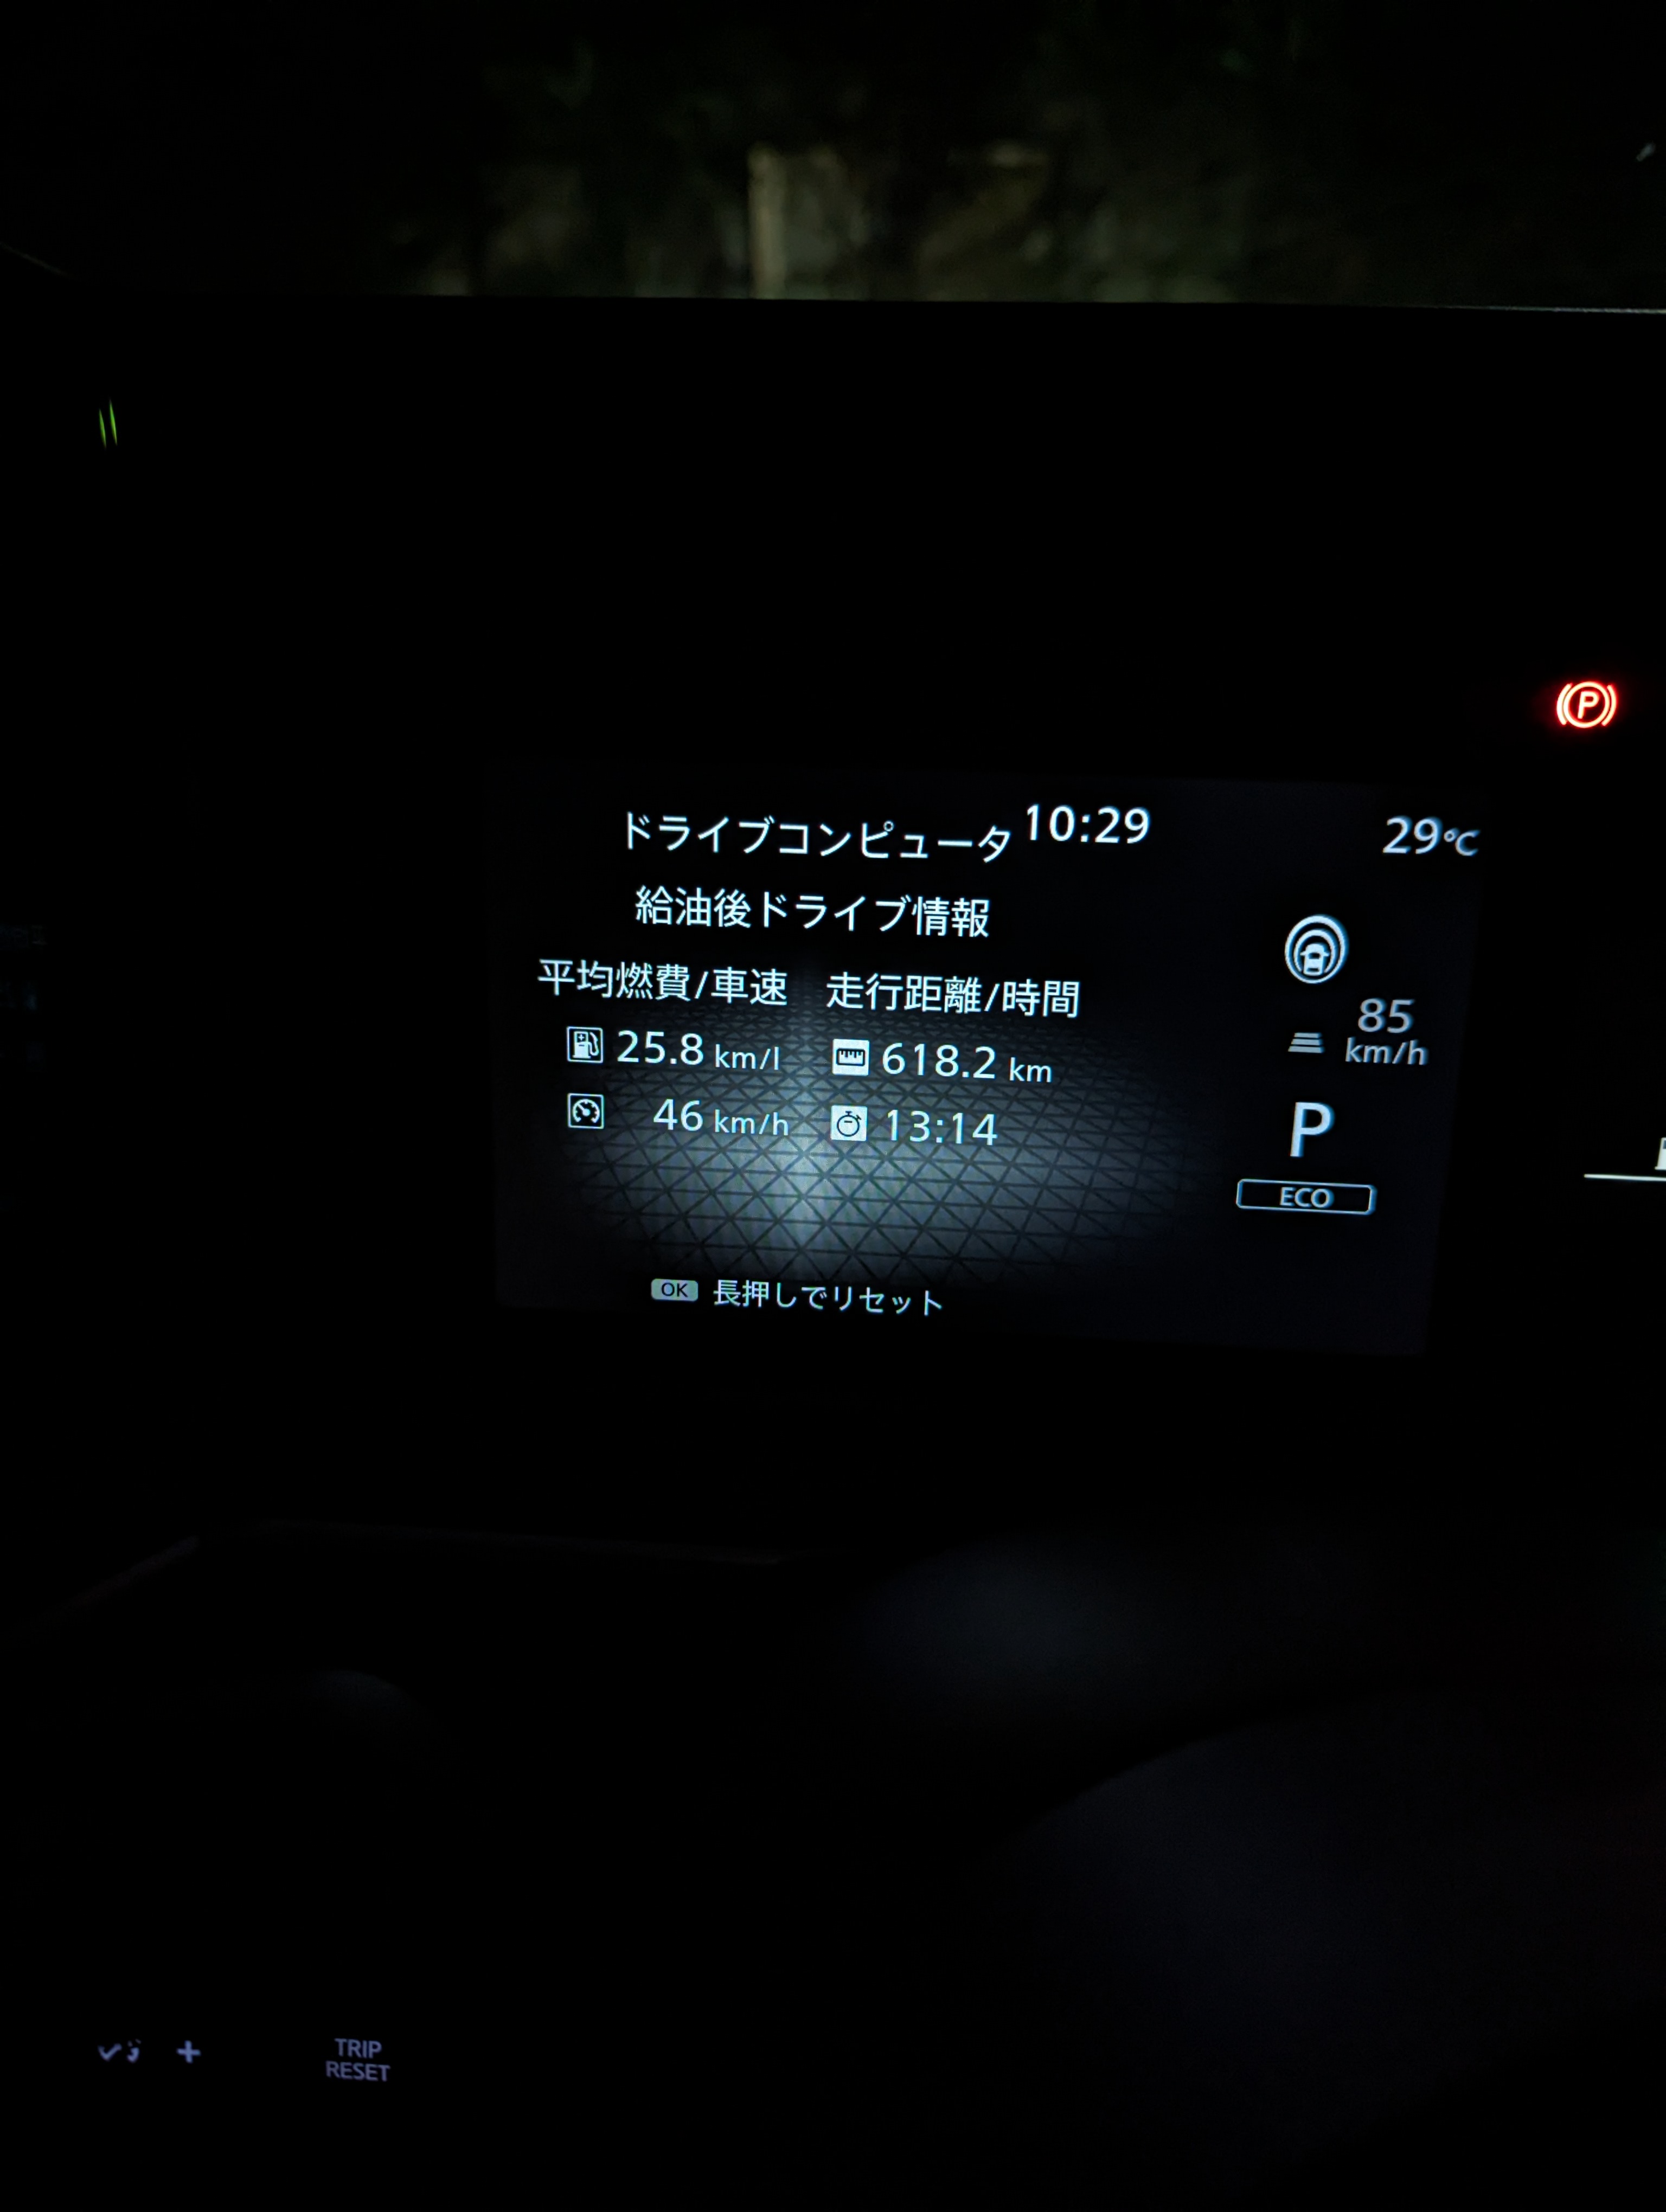 ドライブコンピュータ 10:29 29°C
給油後ドライブ情報
平均燃費/車速 走行距離/時間
25.8 km/l 618.2 km
46 km/h 13:14
85
km/h
P
ECO
OK 長押しでリセット
P
+
TRIP
RESET